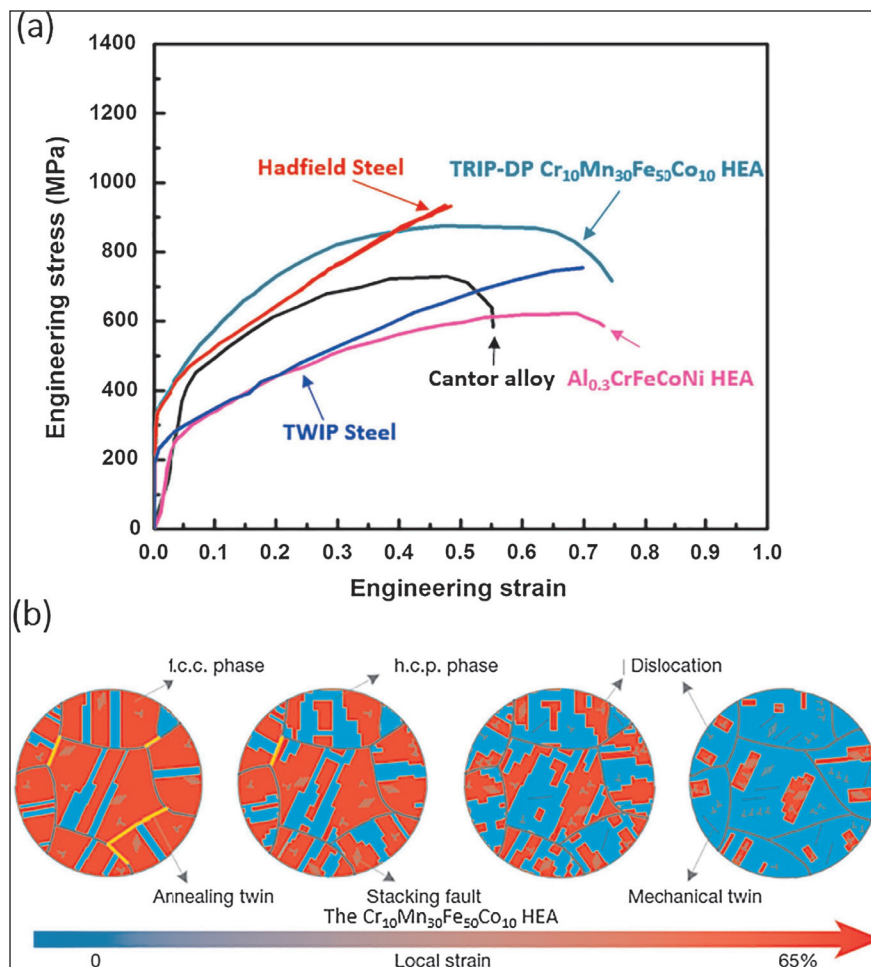 (a)
1400
1200
1000
800
600
400
200
0
Engineering stress (MPa)
Hadfield Steel
TRIP-DP Cr₁₀Mn₃₀Fe₅₀Co₁₀ HEA
Cantor alloy
Al₀.₃CrFeCoNi HEA
TWIP Steel
0.0 0.1 0.2 0.3 0.4 0.5 0.6 0.7 0.8 0.9 1.0
Engineering strain
(b)
f.c.c. phase h.c.p. phase Dislocation
Annealing twin Stacking fault Mechanical twin
The Cr₁₀Mn₃₀Fe₅₀Co₁₀ HEA
0 Local strain 65%